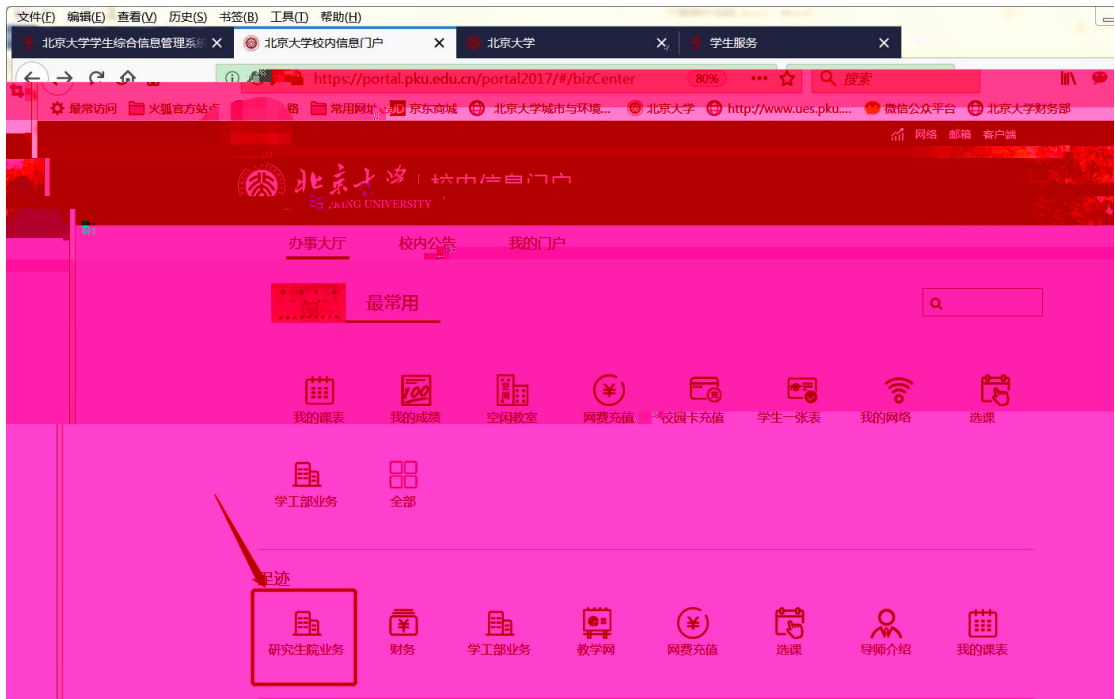 文件(F) 编辑(E) 查看(V) 历史(S) 书签(B) 工具(T) 帮助(H)
北京大学学生综合信息管理系统 北京大学校内信息门户 北京大学 学生服务
https://portal.pku.edu.cn/portal2017/#/bizCenter 80% 搜索
最常访问 火狐官方站点 常用网址 JD 京东商城 北京大学城市与环境... 北京大学 http://www.ues.pku.... 微信公众平台 北京大学财务部
网络 邮箱 客户端
北京大学 校内信息门户
UNIVERSITY
办事大厅 校内公告 我的门户
最常用
我的课表 我的成绩 空闲教室 网费充值 校园卡充值 学生一张表 我的网络 选课
学工部业务 全部
足迹
研究生院业务 财务 学工部业务 教学网 网费充值 选课 导师介绍 我的课表